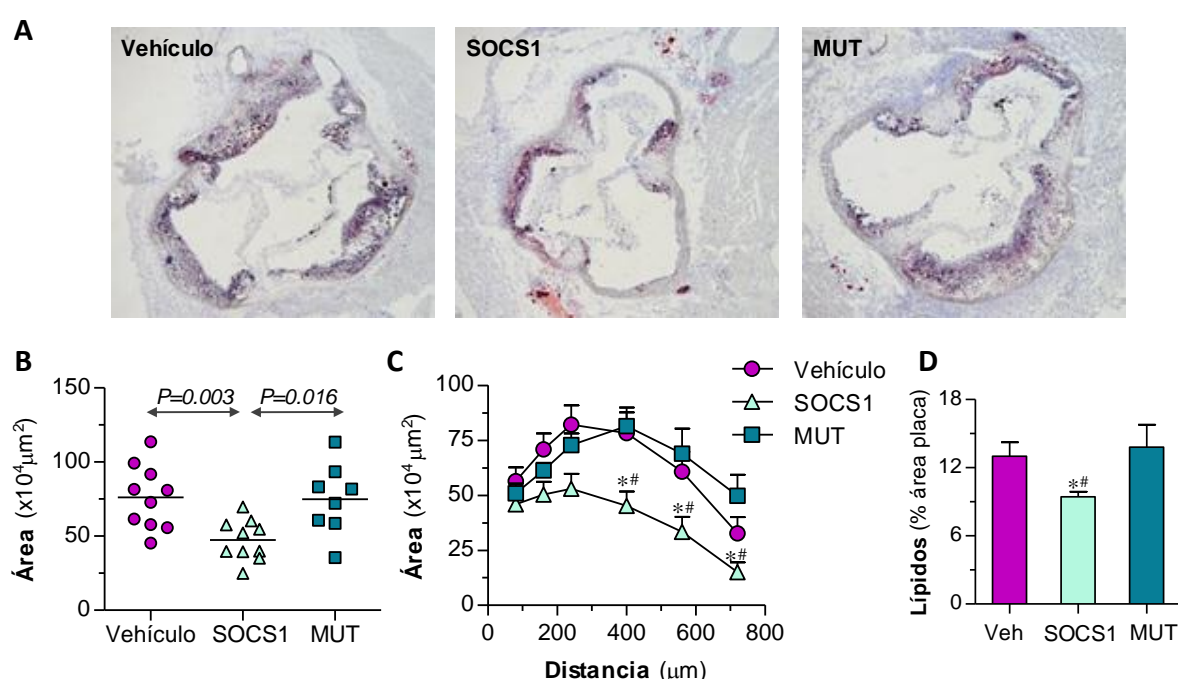 A
Vehículo
SOCS1
MUT
B
150
100
50
0
Área (x10⁴μm²)
P=0.003
P=0.016
Vehículo
SOCS1
MUT
C
100
75
50
25
0
Área (x10⁴μm²)
*#
*#
*#
0
200
400
600
800
Distancia (μm)
Vehículo
SOCS1
MUT
D
18
12
6
0
Lípidos (% área placa)
*#
Veh
SOCS1
MUT